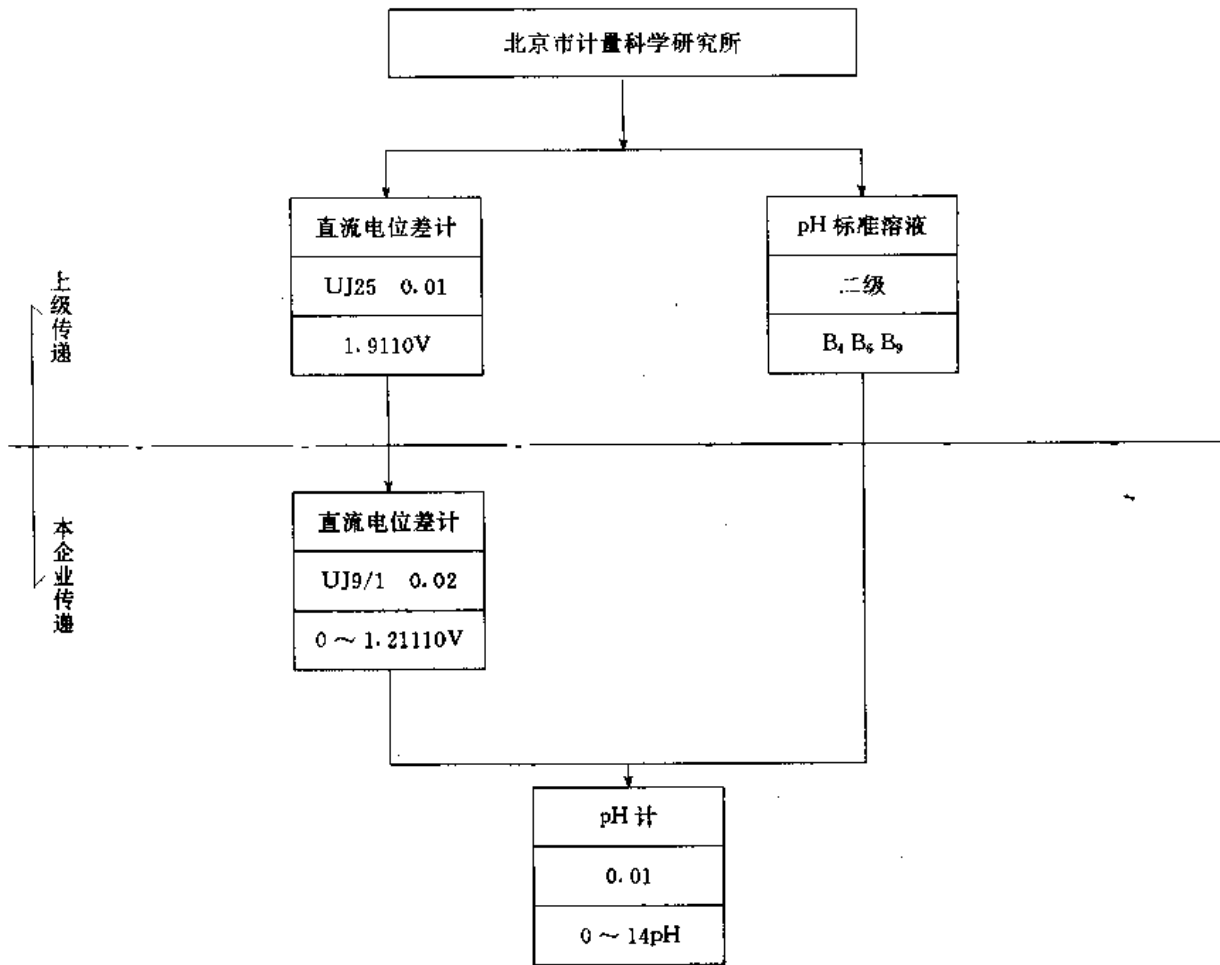 北京市计量科学研究所
直流电位差计
UJ25 0.01
1.9110V
pH 标准溶液
二级
B₄ B₆ B₉
上级传递
直流电位差计
UJ9/1 0.02
0～1.21110V
本企业传递
pH 计
0.01
0～14pH